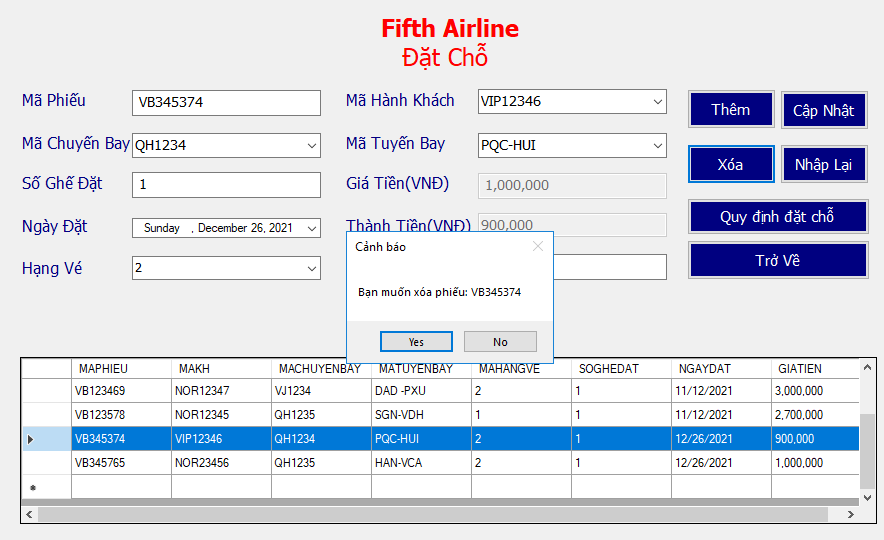 Fifth Airline
Đặt Chỗ
Mã Phiếu VB345374 Mã Hành Khách VIP12346 Thêm Cập Nhật
Mã Chuyến Bay QH1234 Mã Tuyến Bay PQC-HUI
Số Ghế Đặt 1 Giá Tiền(VNĐ) 1,000,000 Xóa Nhập Lại
Ngày Đặt Sunday , December 26, 2021 Thành Tiền(VNĐ) 900,000 Quy định đặt chỗ
Hạng Vé 2 Trở Về
Cảnh báo
Bạn muốn xóa phiếu: VB345374
Yes No
MAPHIEU MAKH MACHUYENBAY MATUYENBAY MAHANGVE SOGHEDAT NGAYDAT GIATIEN
VB123469 NOR12347 VJ1234 DAD -PXU 2 1 11/12/2021 3,000,000
VB123578 NOR12345 QH1235 SGN-VDH 1 1 11/12/2021 2,700,000
VB345374 VIP12346 QH1234 PQC-HUI 2 1 12/26/2021 900,000
VB345765 NOR23456 QH1235 HAN-VCA 2 1 12/26/2021 1,000,000